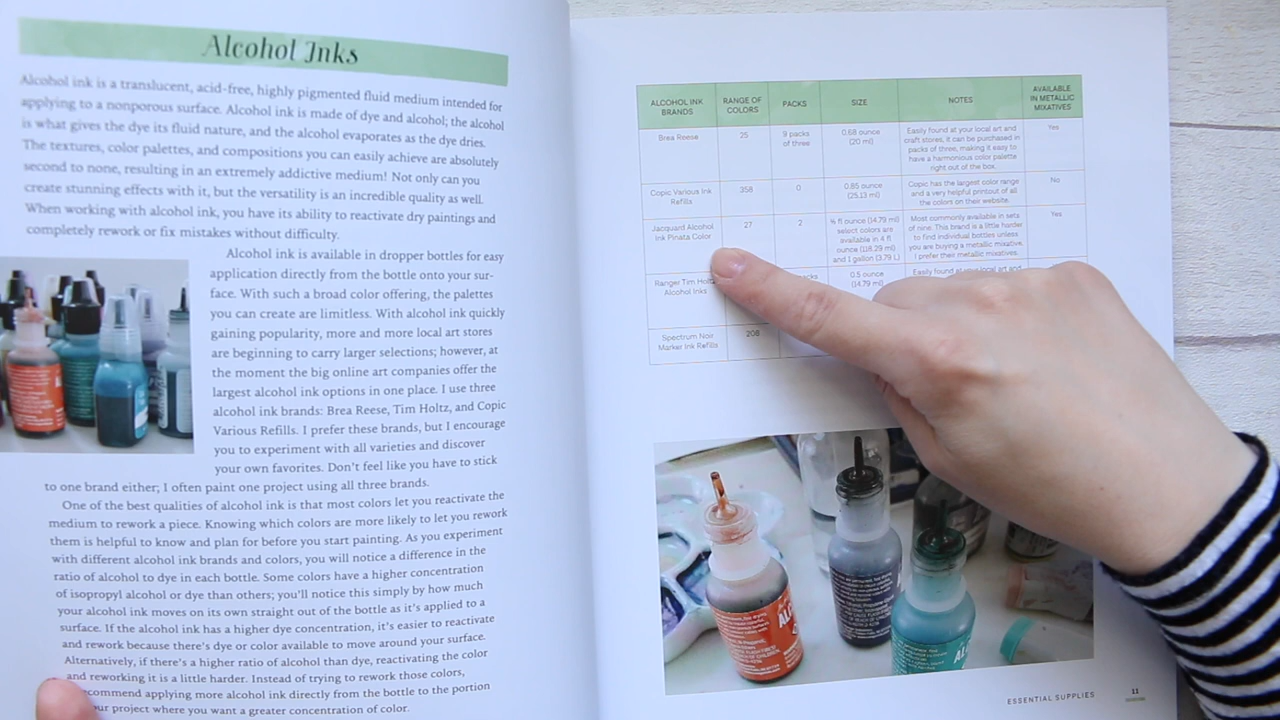 Alcohol Inks
Alcohol ink is a translucent, acid-free, highly pigmented fluid medium intended for
applying to a nonporous surface. Alcohol ink is made of dye and alcohol; the alcohol
is what gives the dye its fluid nature, and the alcohol evaporates as the dye dries.
The textures, color palettes, and compositions you can easily achieve are absolutely
second to none, resulting in an extremely addictive medium! Not only can you
create stunning effects with it, but the versatility is an incredible quality as well.
When working with alcohol ink, you have its ability to reactivate dry paintings and
completely rework or fix mistakes without penalty.
Alcohol ink is available in dropper bottles for easy
application directly from the bottle onto your sur-
face. With such a broad color offering, the palettes
you can create are limitless. With alcohol ink quickly
gaining popularity, more and more local art stores
are beginning to carry larger selections; however, at
the moment the big online art companies offer the
largest alcohol ink options in one place. I use three
alcohol ink brands: Brea Reese, Tim Holtz, and Copic
Various Refills. I prefer these brands, but I encourage
you to experiment with all varieties and discover
your own favorites. Don't feel like you have to stick
to one brand either; I often paint one project using all three brands.
One of the best qualities of alcohol ink is that most colors let you reactivate the
medium to rework a piece. Knowing which colors are more likely to let you rework
them is helpful to know and plan for before you start painting. As you experiment
with different alcohol ink brands and colors, you will notice a difference in the
ratio of alcohol to dye in each bottle. Some colors have a higher concentration
of isopropyl alcohol to dye than others; you'll notice this simply by how much
your alcohol ink moves on its own straight out of the bottle as it's applied to a
surface. If the alcohol ink has a higher dye concentration, it's easier to reactivate
and rework because there's dye or color available to move around your surface.
Alternatively, if there's a higher ratio of alcohol than dye, reactivating the color
and reworking it is a little harder. Instead of trying to rework those colors,
commend applying more alcohol ink directly from the bottle to the portion
ur project where you want a greater concentration of color.
ALCOHOL INK
BRANDS
RANGE OF
COLORS
PACKS
SIZE
NOTES
AVAILABLE
IN METALLIC
MIXATIVES
Brea Reese
25
9 packs
of three
0.68 ounce
(20 ml)
Easily found at your local art and
craft stores, it can be purchased in
packs of three, making it easy to
have a harmonious color palette
right out of the box.
Yes
Copic Various Ink
Refills
358
0
0.85 ounce
(25.13 ml)
Copic has the largest color range
and a very helpful printout of all
the colors on their website.
No
Jacquard Alcohol
Ink Pinata Color
27
2
½ fl ounce (14.79 ml)
select colors are
available in 4 fl
ounce (118.29 ml)
and 1 gallon (3.79 L)
Most commonly available in sets
of nine. This brand is a little harder
to find individual bottles unless
you are buying a metallic mixative.
I prefer their metallic mixatives.
Yes
Ranger Tim Holtz
Alcohol Inks
packs
0.5 ounce
(14.79 ml)
Easily found at your local art and
Spectrum Noir
Marker Ink Refills
208
ESSENTIAL SUPPLIES
11